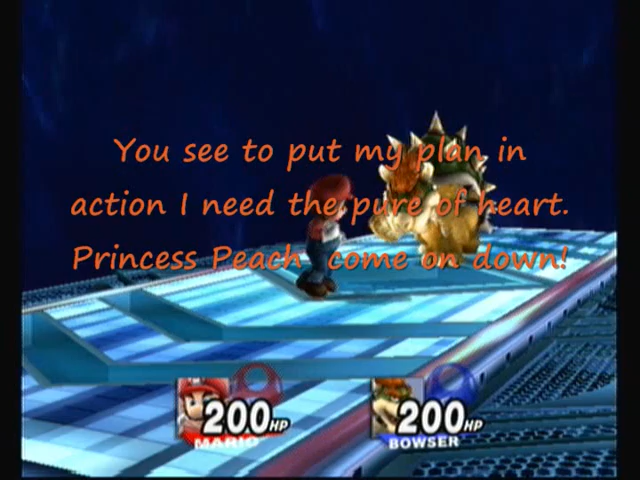 You see to put my plan in
action I need the pure of heart.
Princess Peach come on down!
200HP
MARIO
200HP
BOWSER